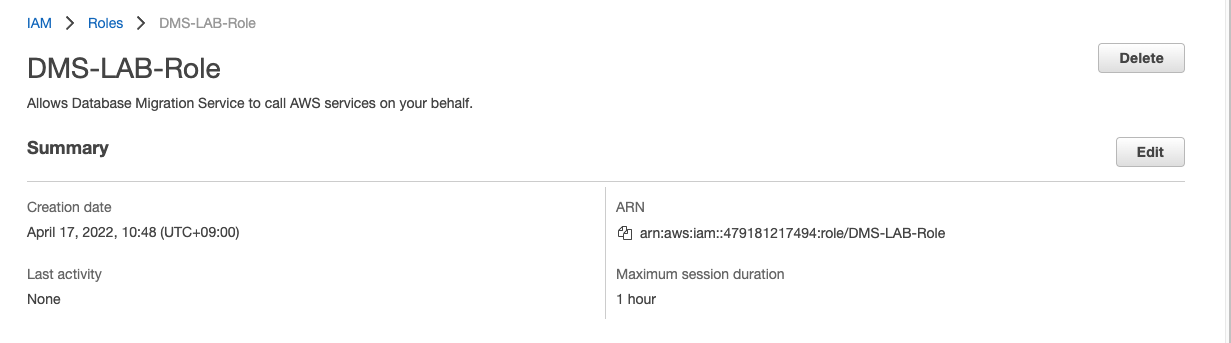 IAM > Roles > DMS-LAB-Role
DMS-LAB-Role
Delete
Allows Database Migration Service to call AWS services on your behalf.
Summary
Edit
Creation date
April 17, 2022, 10:48 (UTC+09:00)
ARN
arn:aws:iam::479181217494:role/DMS-LAB-Role
Last activity
None
Maximum session duration
1 hour